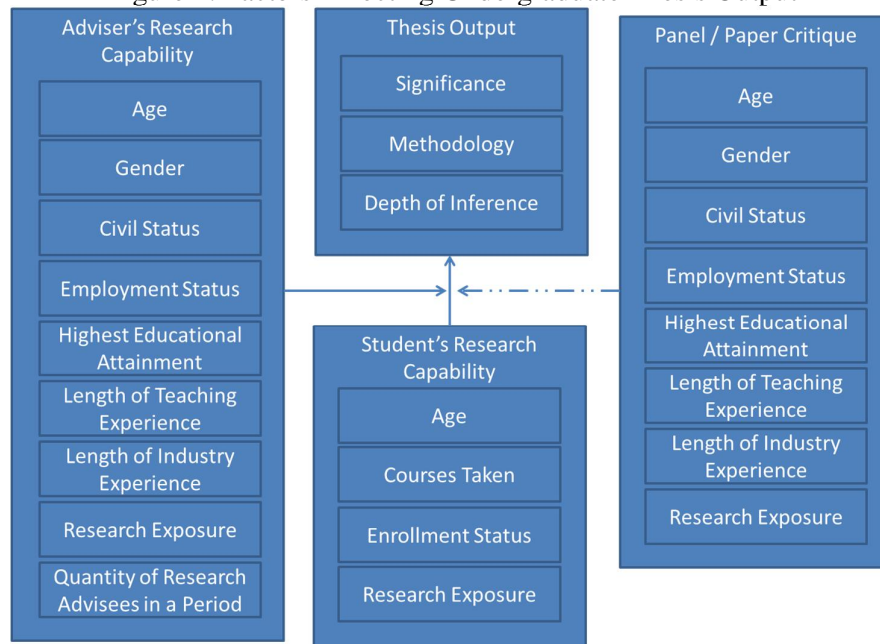 Adviser's Research
Capability
Age
Gender
Civil Status
Employment Status
Highest Educational
Attainment
Length of Teaching
Experience
Length of Industry
Experience
Research Exposure
Quantity of Research
Advisees in a Period
Thesis Output
Significance
Methodology
Depth of Inference
Student's Research
Capability
Age
Courses Taken
Enrollment Status
Research Exposure
Panel / Paper Critique
Age
Gender
Civil Status
Employment Status
Highest Educational
Attainment
Length of Teaching
Experience
Length of Industry
Experience
Research Exposure